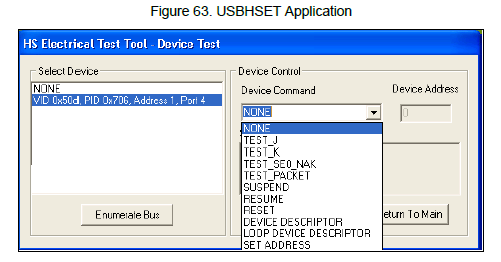 Figure 63. USBHSET Application
HS Electrical Test Tool - Device Test
Select Device
NONE
VID 0x50d, PID 0x706, Address 1, Port 4
Enumerate Bus
Device Control
Device Command
Device Address
NONE
0
NONE
TEST_J
TEST_K
TEST_SE0_NAK
TEST_PACKET
SUSPEND
RESUME
RESET
DEVICE DESCRIPTOR
LOOP DEVICE DESCRIPTOR
SET ADDRESS
eturn To Main